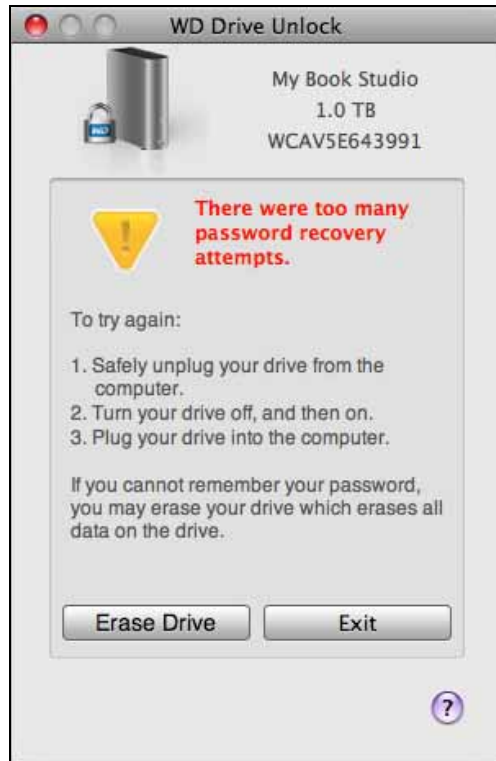 WD Drive Unlock
My Book Studio
1.0 TB
WCAV5E643991
WD
There were too many
password recovery
attempts.
To try again:
1. Safely unplug your drive from the
computer.
2. Turn your drive off, and then on.
3. Plug your drive into the computer.
If you cannot remember your password,
you may erase your drive which erases all
data on the drive.
Erase Drive
Exit
?